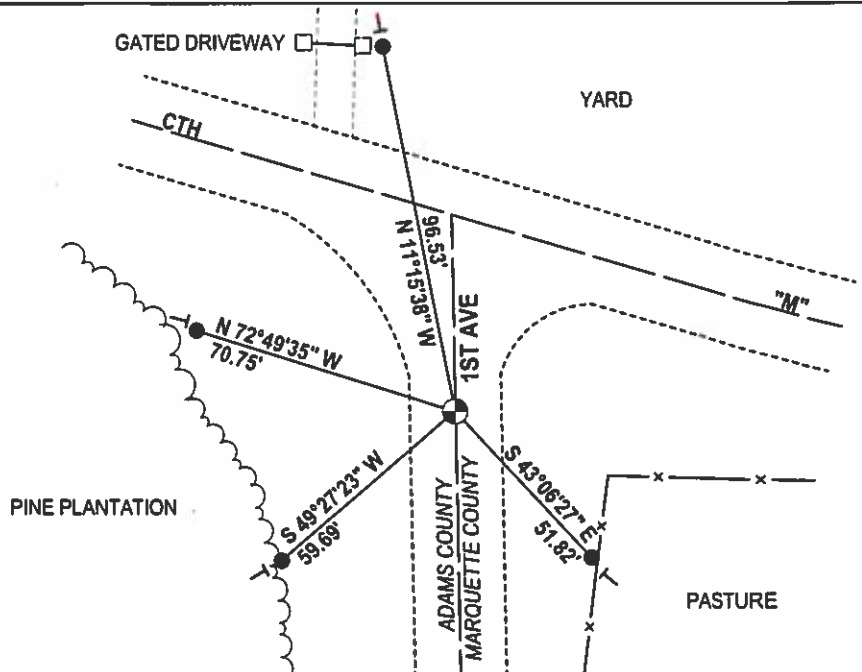 GATED DRIVEWAY
YARD
CTH
"M"
96.53'
N 11°15'38" W
1ST AVE
N 72°49'35" W
70.75'
S 49°27'23" W
59.69'
S 43°06'27" E
51.82'
PINE PLANTATION
ADAMS COUNTY
MARQUETTE COUNTY
PASTURE